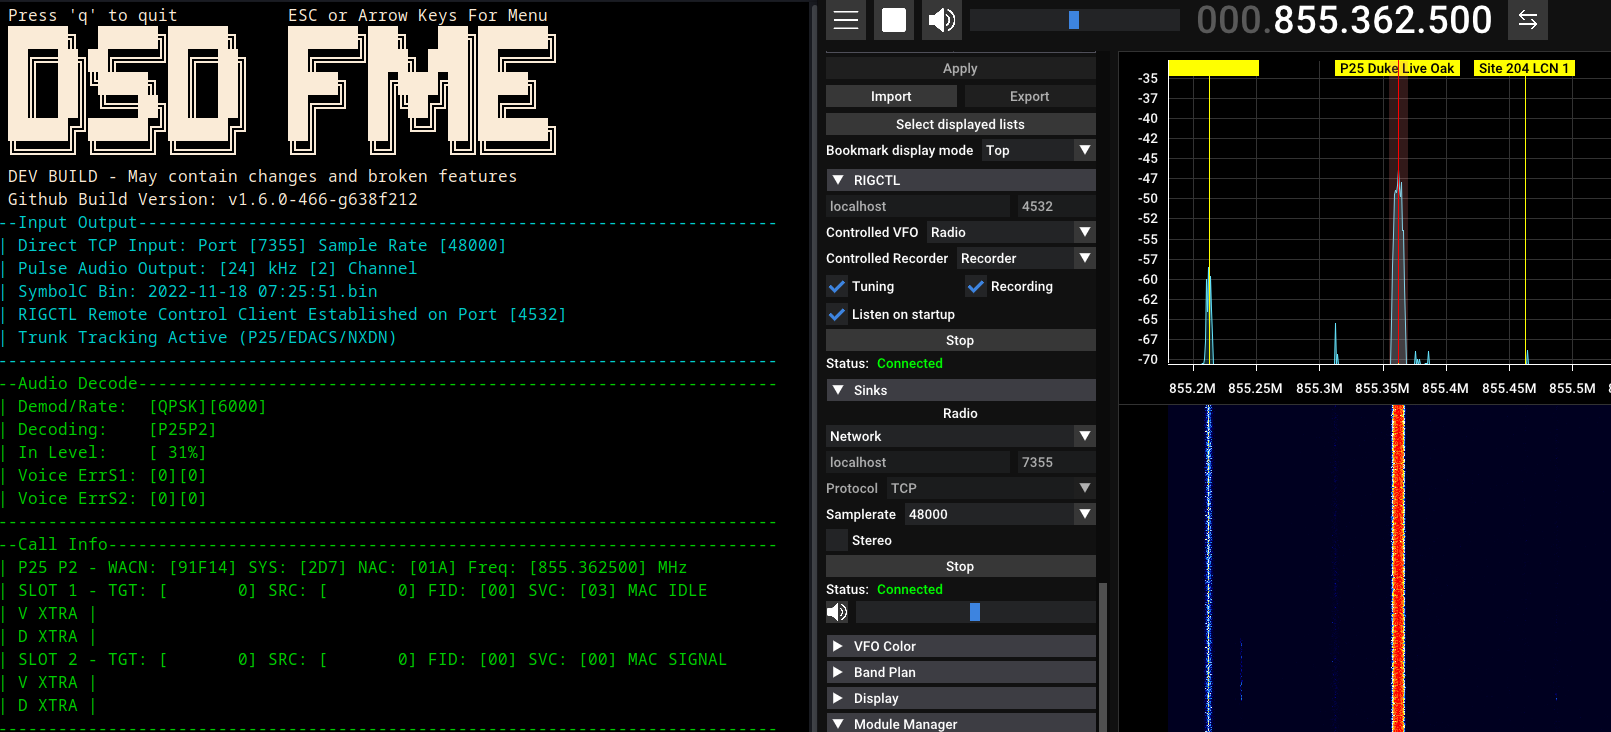 Press 'q' to quit           ESC or Arrow Keys For Menu
DSD FME
DEV BUILD - May contain changes and broken features
Github Build Version: v1.6.0-466-g638f212
--Input Output----------------------------------------------------------------
| Direct TCP Input: Port [7355] Sample Rate [48000]
| Pulse Audio Output: [24] kHz [2] Channel
| SymbolC Bin: 2022-11-18 07:25:51.bin
| RIGCTL Remote Control Client Established on Port [4532]
| Trunk Tracking Active (P25/EDACS/NXDN)
------------------------------------------------------------------------------
--Audio Decode----------------------------------------------------------------
| Demod/Rate:  [QPSK][6000]
| Decoding:    [P25P2]
| In Level:    [ 31%]
| Voice ErrS1: [0][0]
| Voice ErrS2: [0][0]
------------------------------------------------------------------------------
--Call Info-------------------------------------------------------------------
| P25 P2 - WACN: [91F14] SYS: [2D7] NAC: [01A] Freq: [855.362500] MHz
| SLOT 1 - TGT: [       0] SRC: [       0] FID: [00] SVC: [03] MAC IDLE
| V XTRA |
| D XTRA |
| SLOT 2 - TGT: [       0] SRC: [       0] FID: [00] SVC: [00] MAC SIGNAL
| V XTRA |
| D XTRA |
------------------------------------------------------------------------------
000.855.362.500
Apply
Import Export
Select displayed lists
Bookmark display mode Top
RIGCTL
localhost 4532
Controlled VFO Radio
Controlled Recorder Recorder
Tuning Recording
Listen on startup
Stop
Status: Connected
Sinks
Radio
Network
localhost 7355
Protocol TCP
Samplerate 48000
Stereo
Stop
Status: Connected
VFO Color
Band Plan
Display
Module Manager
P25 Duke Live Oak Site 204 LCN 1
-35
-37
-40
-42
-45
-47
-50
-52
-55
-57
-60
-62
-65
-67
-70
855.2M 855.25M 855.3M 855.35M 855.4M 855.45M 855.5M